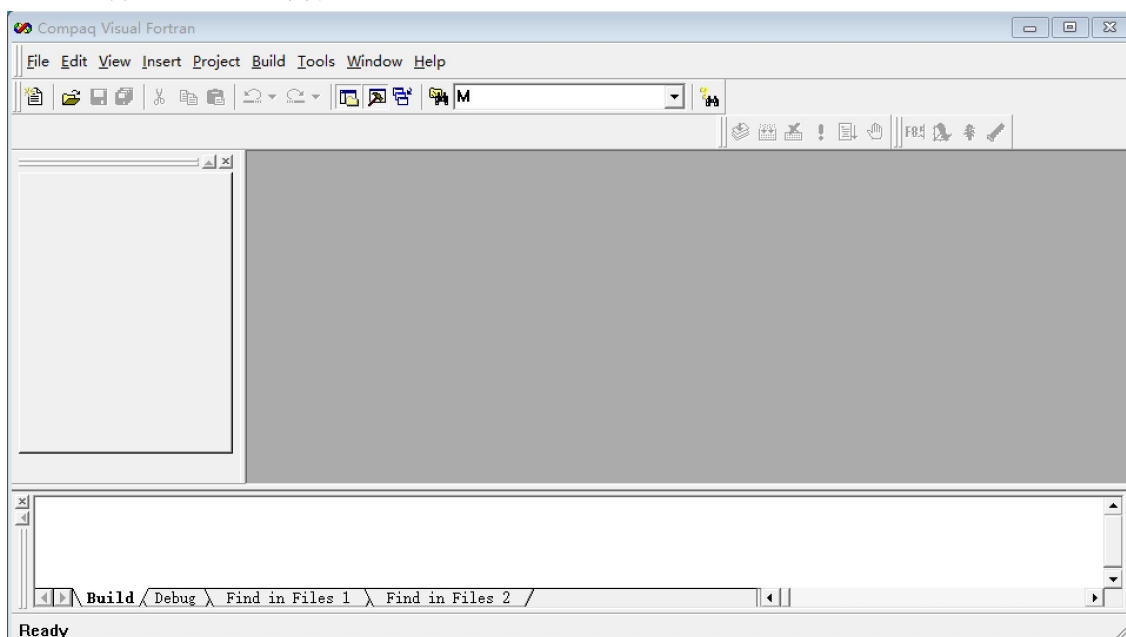 Compaq Visual Fortran
File Edit View Insert Project Build Tools Window Help
M
Build Debug Find in Files 1 Find in Files 2
Ready